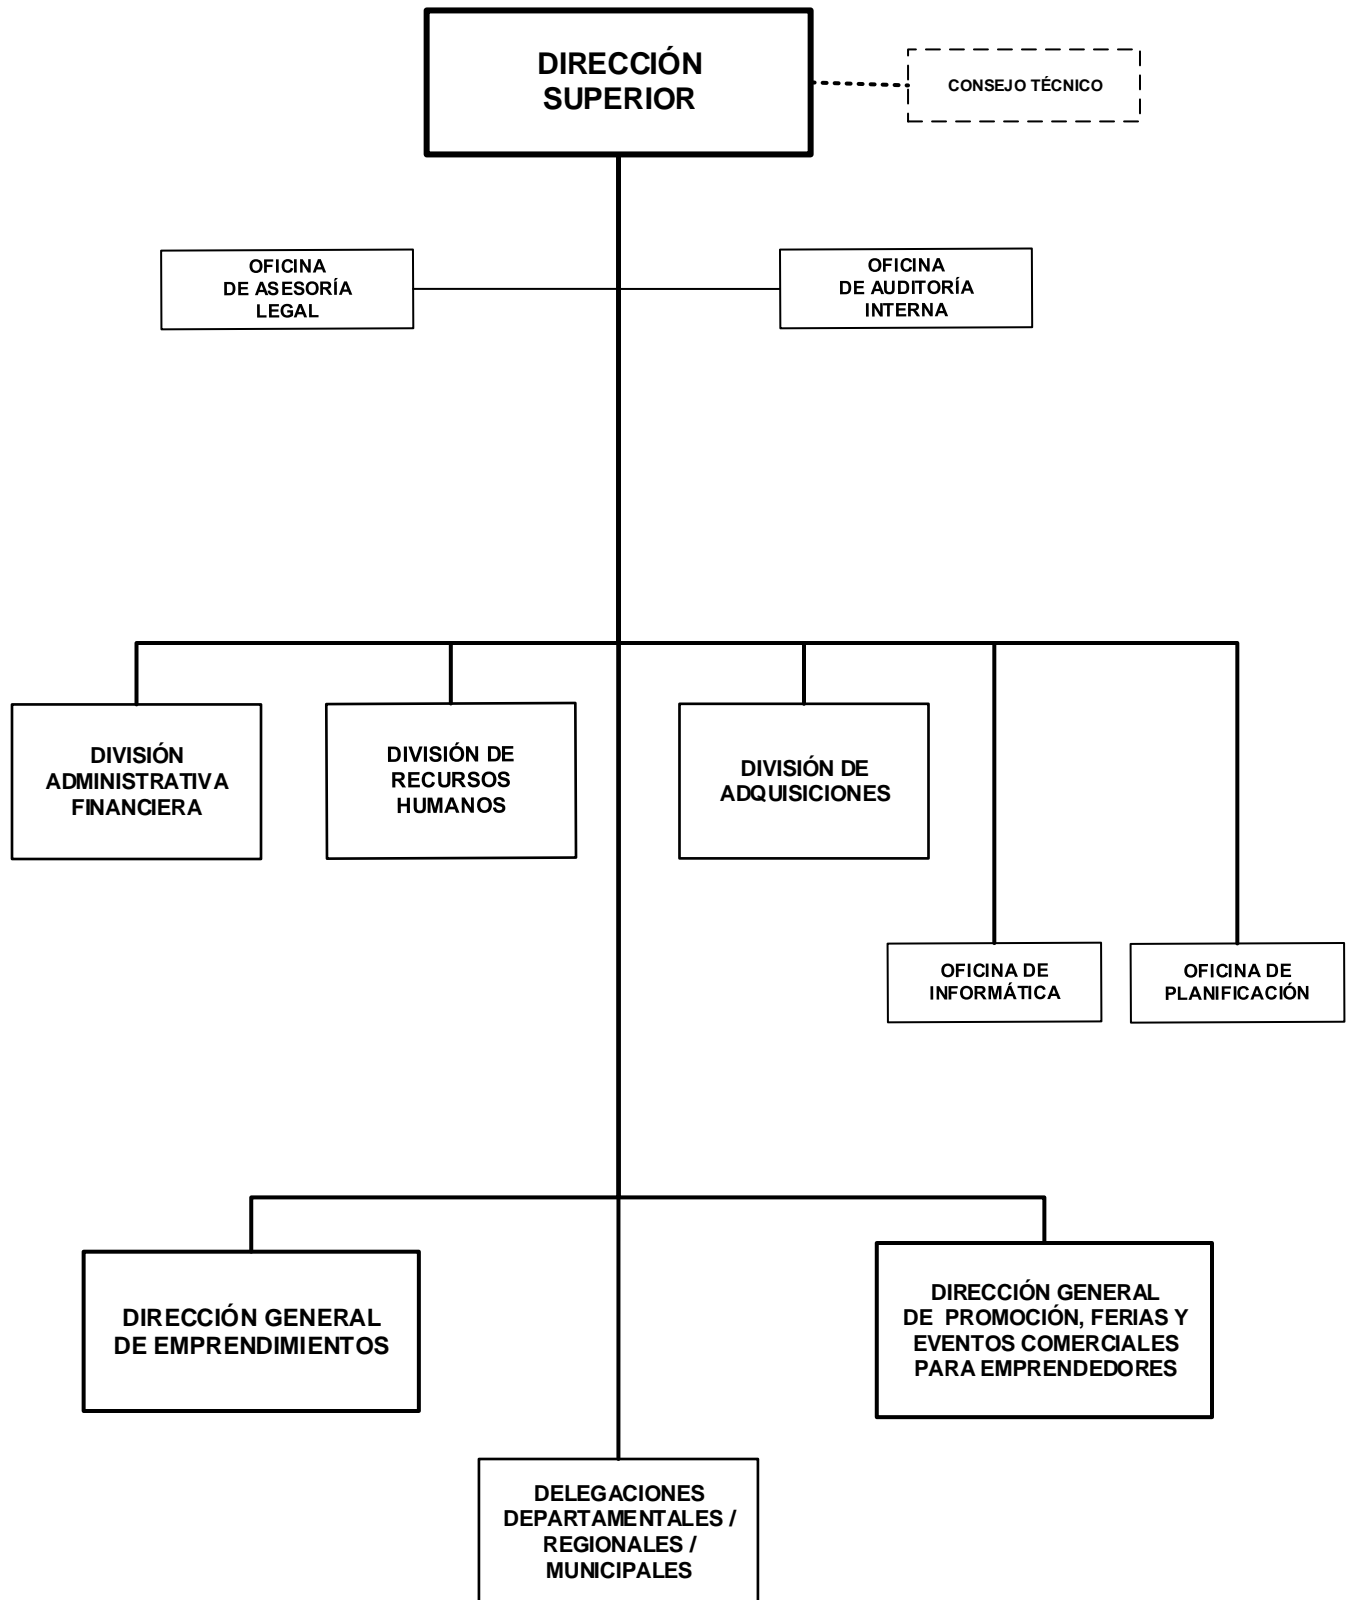 DIRECCIÓN
SUPERIOR
CONSEJO TÉCNICO
OFICINA
DE ASESORÍA
LEGAL
OFICINA
DE AUDITORÍA
INTERNA
DIVISIÓN
ADMINISTRATIVA
FINANCIERA
DIVISIÓN DE
RECURSOS
HUMANOS
DIVISIÓN DE
ADQUISICIONES
OFICINA DE
INFORMÁTICA
OFICINA DE
PLANIFICACIÓN
DIRECCIÓN GENERAL
DE EMPRENDIMIENTOS
DIRECCIÓN GENERAL
DE PROMOCIÓN, FERIAS Y
EVENTOS COMERCIALES
PARA EMPRENDEDORES
DELEGACIONES
DEPARTAMENTALES /
REGIONALES /
MUNICIPALES